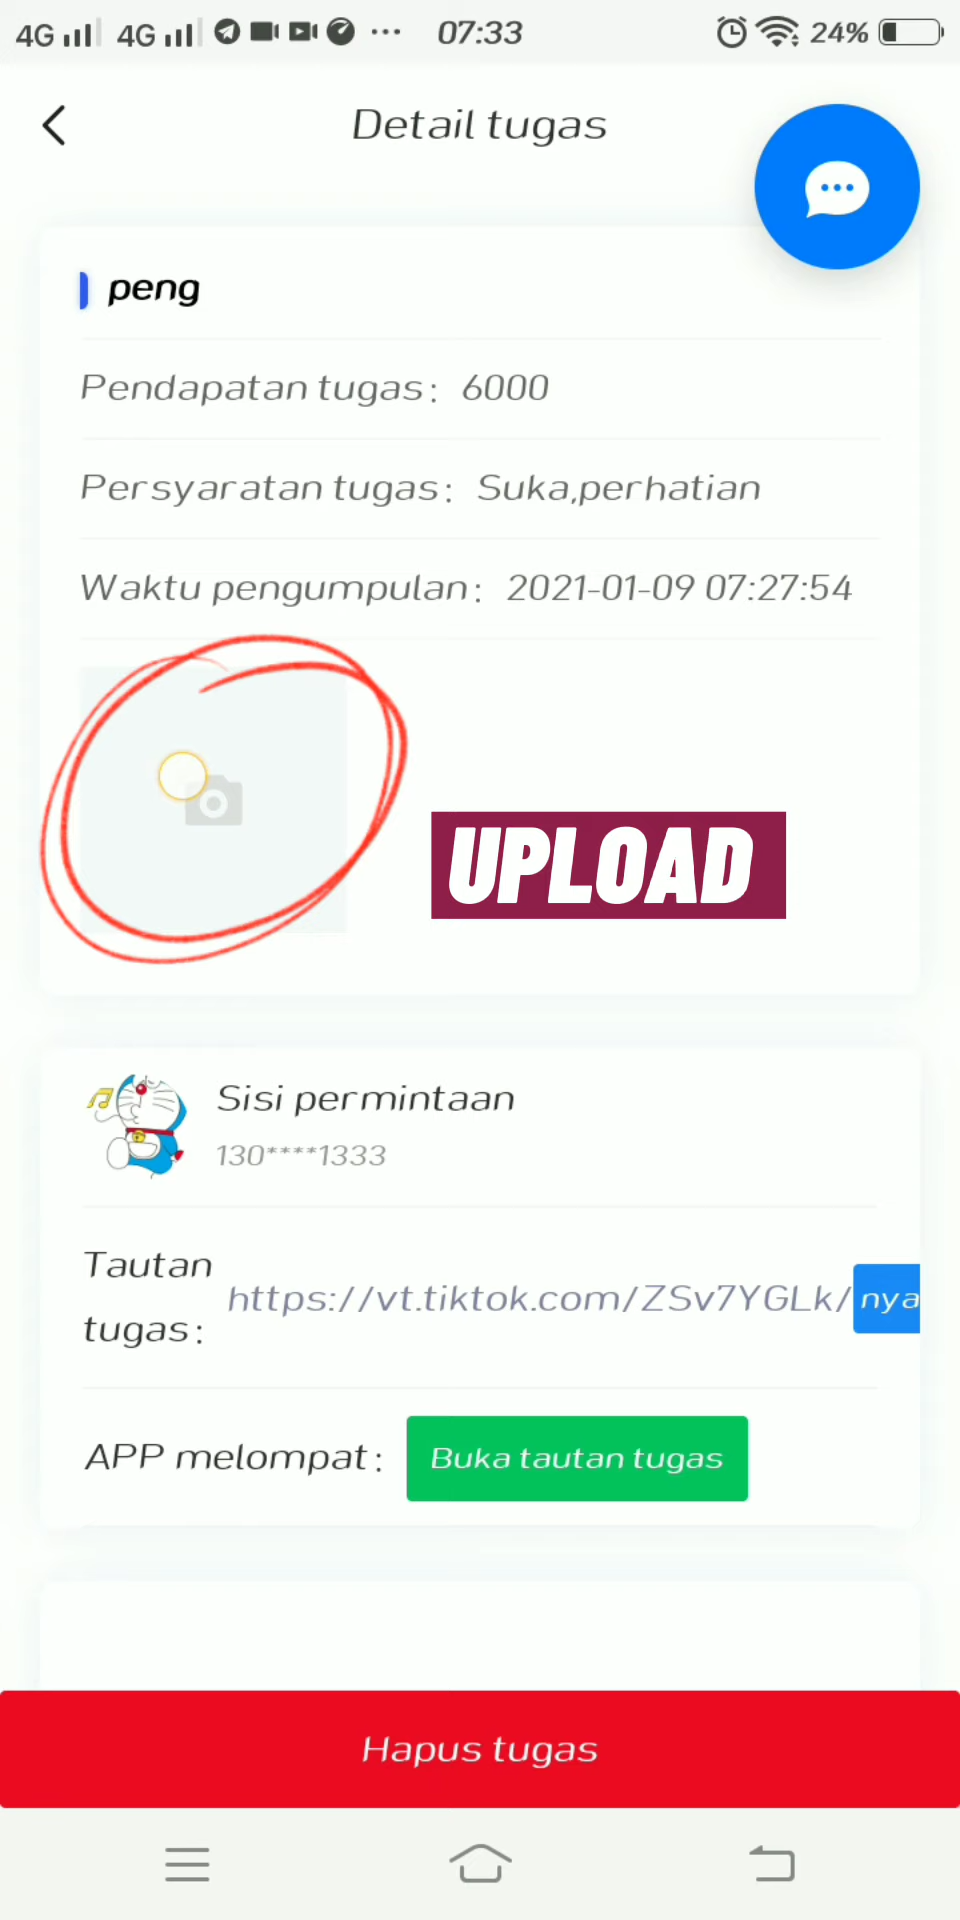 4G 4G 07:33 24%
Detail tugas
peng
Pendapatan tugas: 6000
Persyaratan tugas: Suka,perhatian
Waktu pengumpulan: 2021-01-09 07:27:54
UPLOAD
Sisi permintaan
130****1333
Tautan tugas:
https://vt.tiktok.com/ZSv7YGLk/
nya
APP melompat: Buka tautan tugas
Hapus tugas